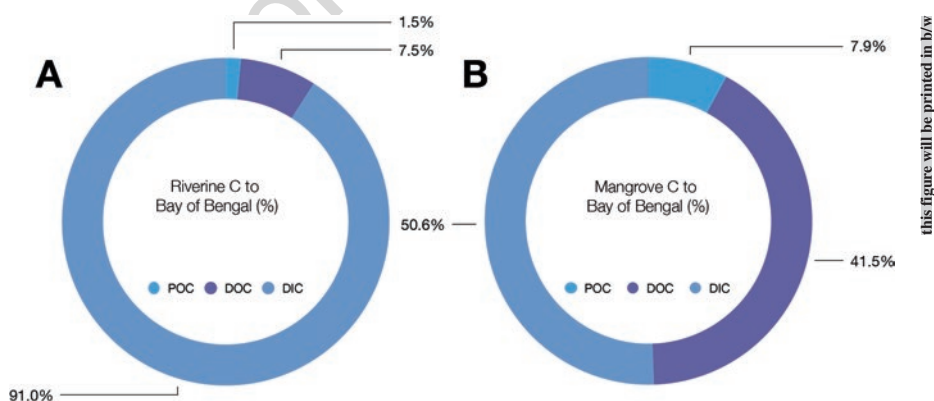 1.5%
7.5%
A
Riverine C to
Bay of Bengal (%)
POC DOC DIC
91.0%
7.9%
B
50.6%
Mangrove C to
Bay of Bengal (%)
41.5%
POC DOC DIC
this figure will be printed in b/w